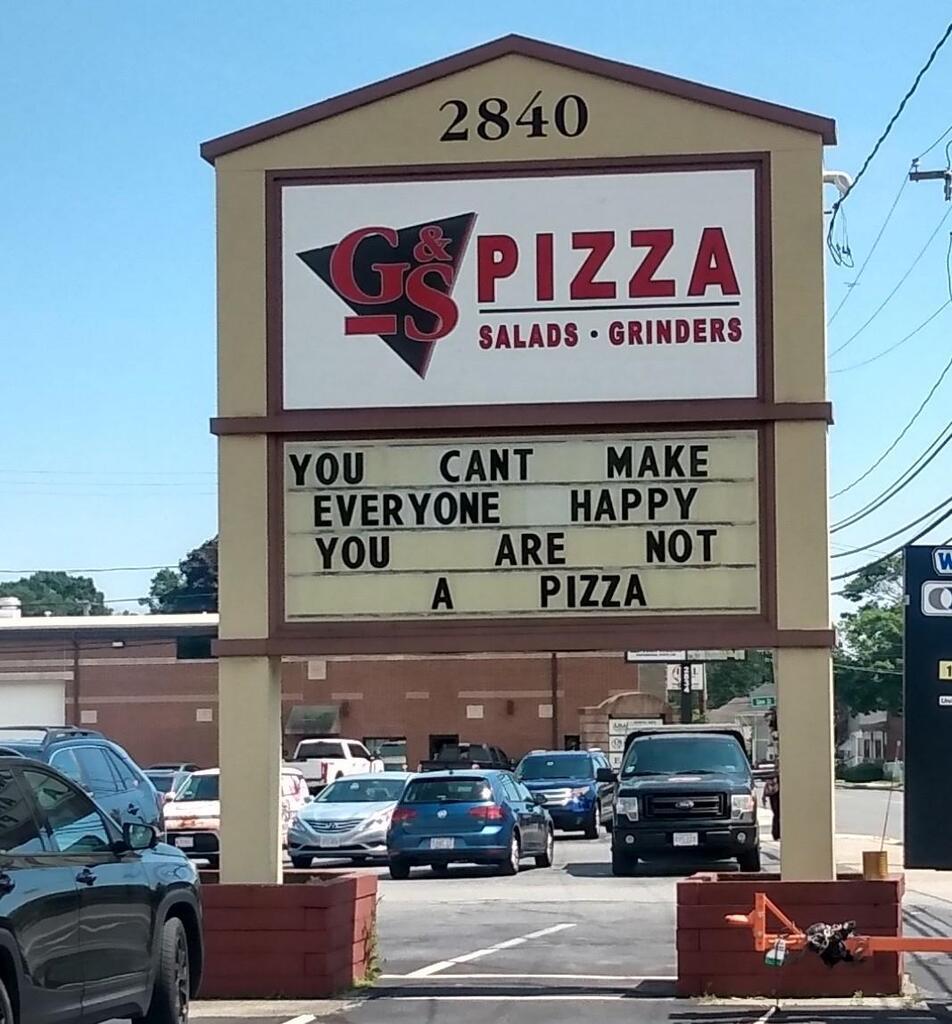 2840
G&S PIZZA
SALADS · GRINDERS
YOU CANT MAKE
EVERYONE HAPPY
YOU ARE NOT
A PIZZA